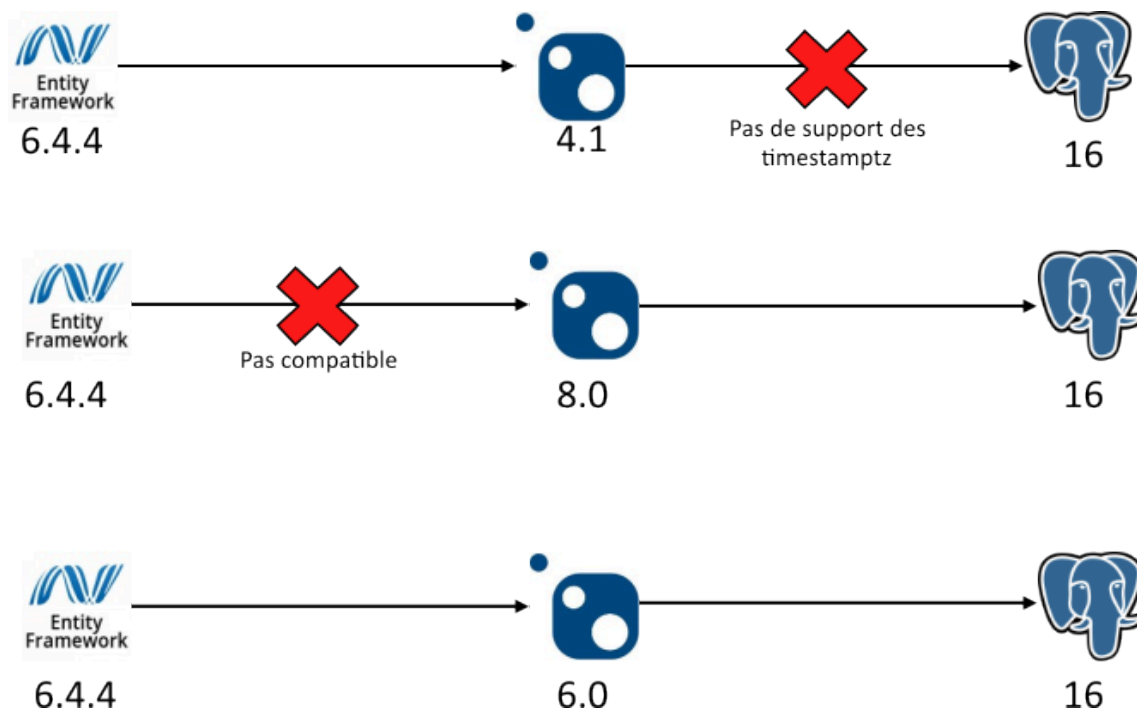 Entity
Framework
6.4.4
4.1
Pas de support des
timestamptz
16
Entity
Framework
6.4.4
Pas compatible
8.0
16
Entity
Framework
6.4.4
6.0
16